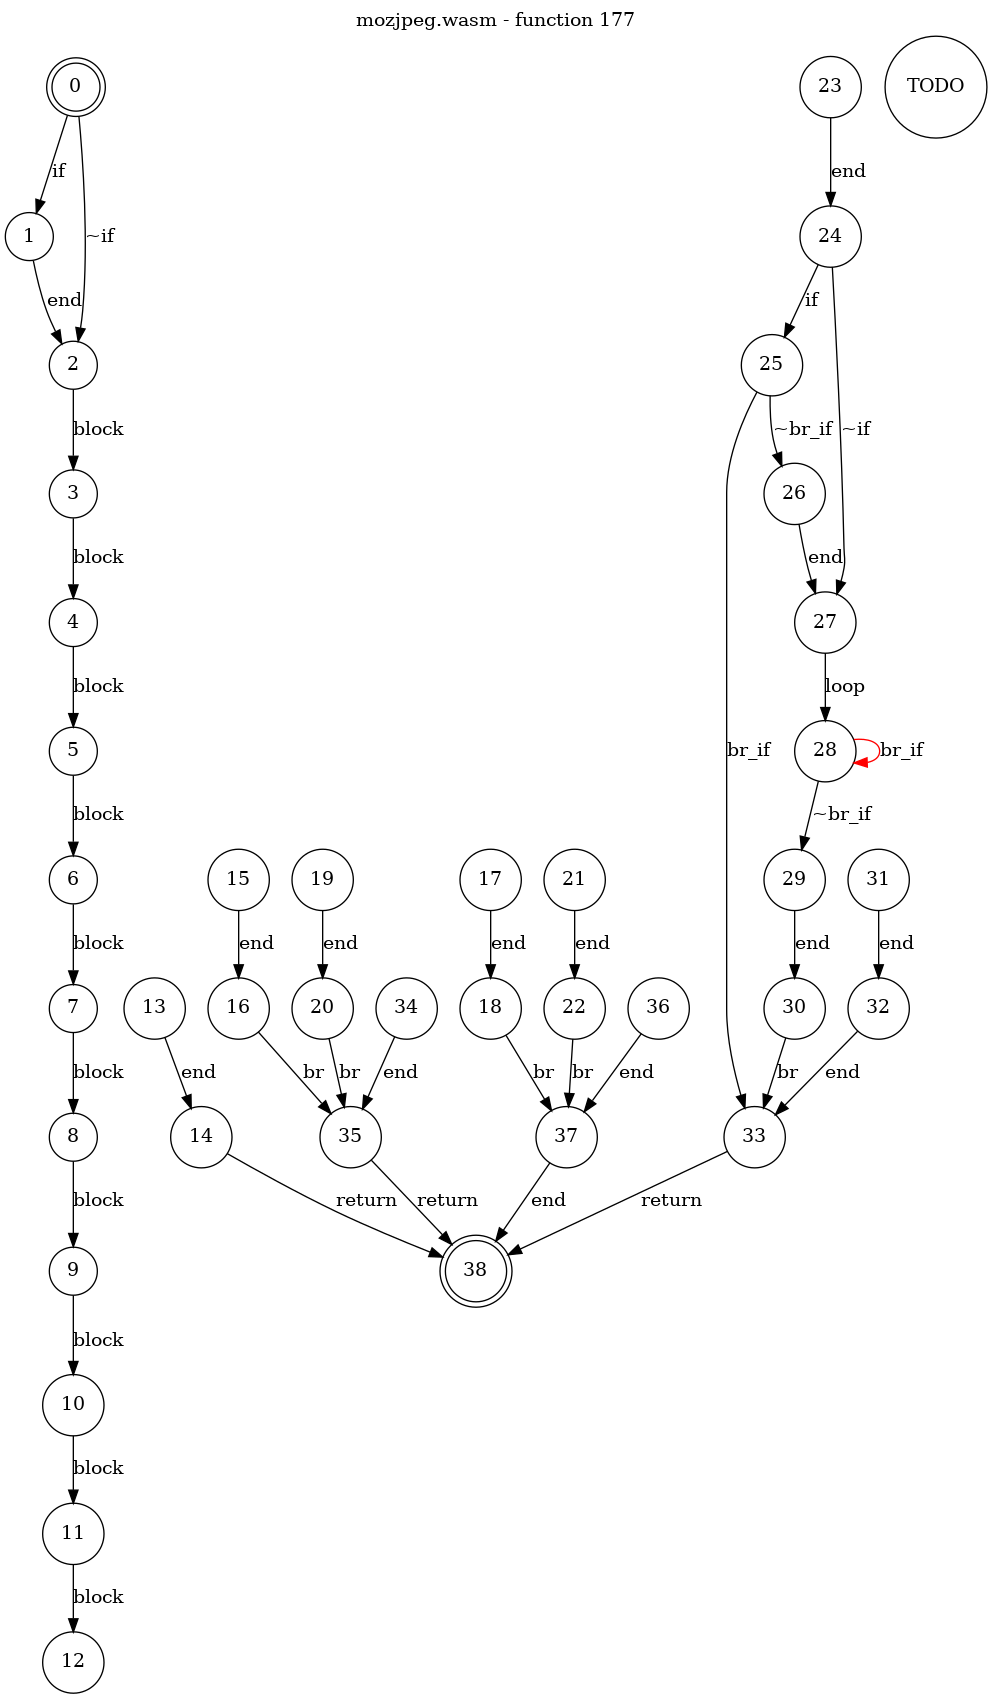 mozjpeg.wasm - function 177
0
23
TODO
if
end
1
~if
24
end
if
2
25
block
~br_if
~if
3
26
block
end
4
27
block
loop
5
br_if
28
br_if
block
~br_if
6
15
19
17
21
29
31
block
end
end
end
end
end
end
7
13
16
20
34
18
22
36
30
32
block
end
br
br
end
br
br
end
br
end
8
14
35
37
33
block
return
return
end
return
9
38
block
10
block
11
block
12